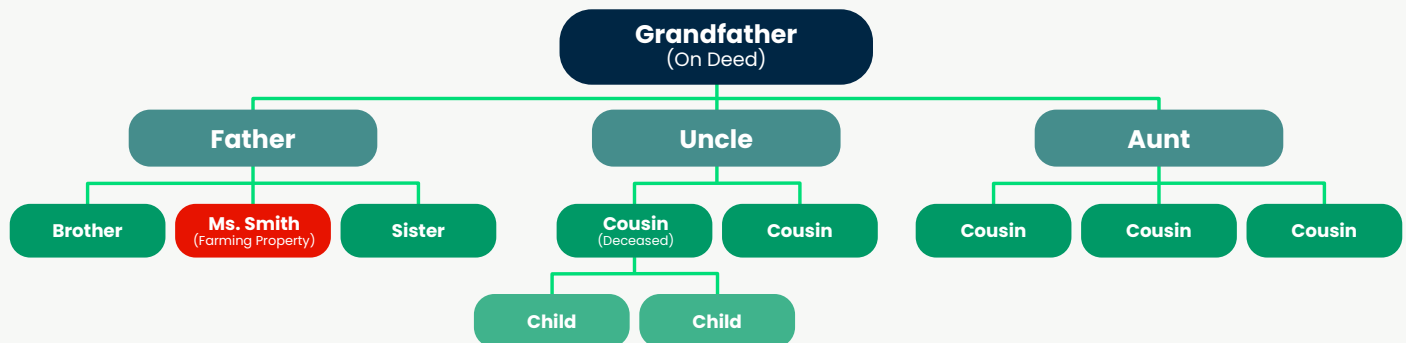 Grandfather
(On Deed)
Father
Uncle
Aunt
Brother
Ms. Smith
(Farming Property)
Sister
Cousin
(Deceased)
Cousin
Cousin
Cousin
Cousin
Child
Child